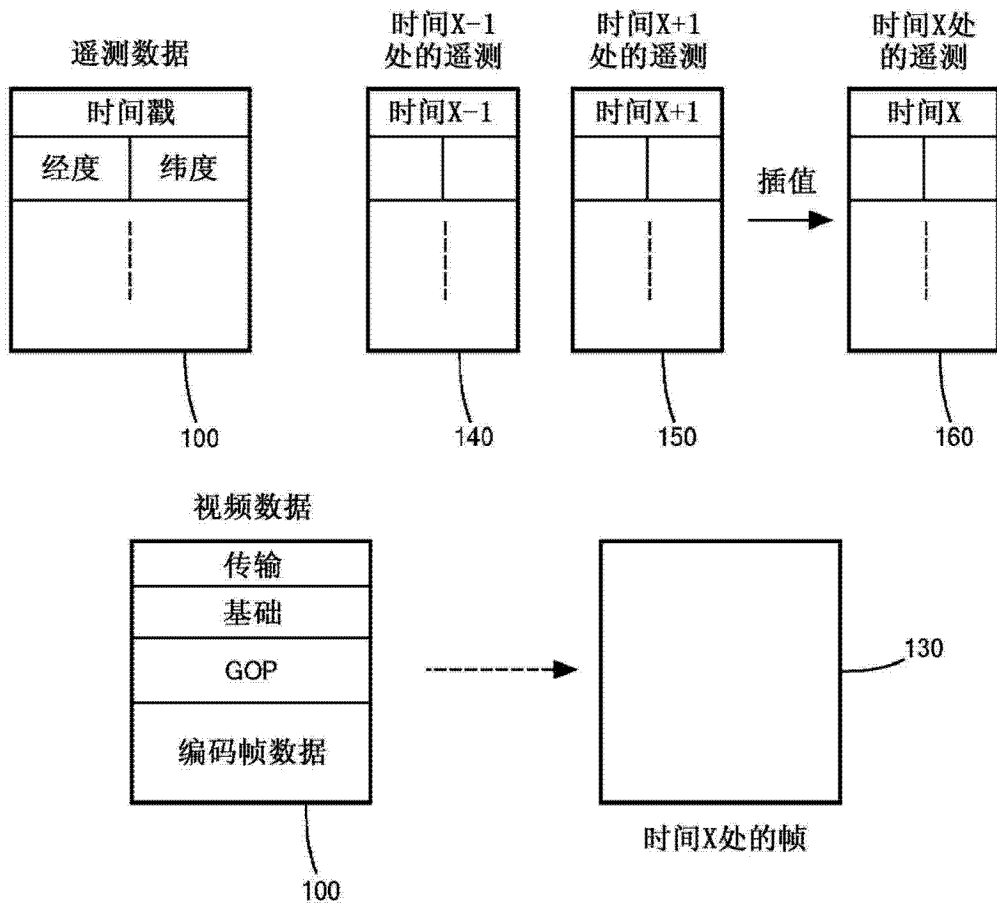 遥测数据
时间戳
经度
纬度
100
时间X-1
处的遥测
时间X-1
140
时间X+1
处的遥测
时间X+1
150
插值
时间X处
的遥测
时间X
160
视频数据
传输
基础
GOP
编码帧数据
100
130
时间X处的帧